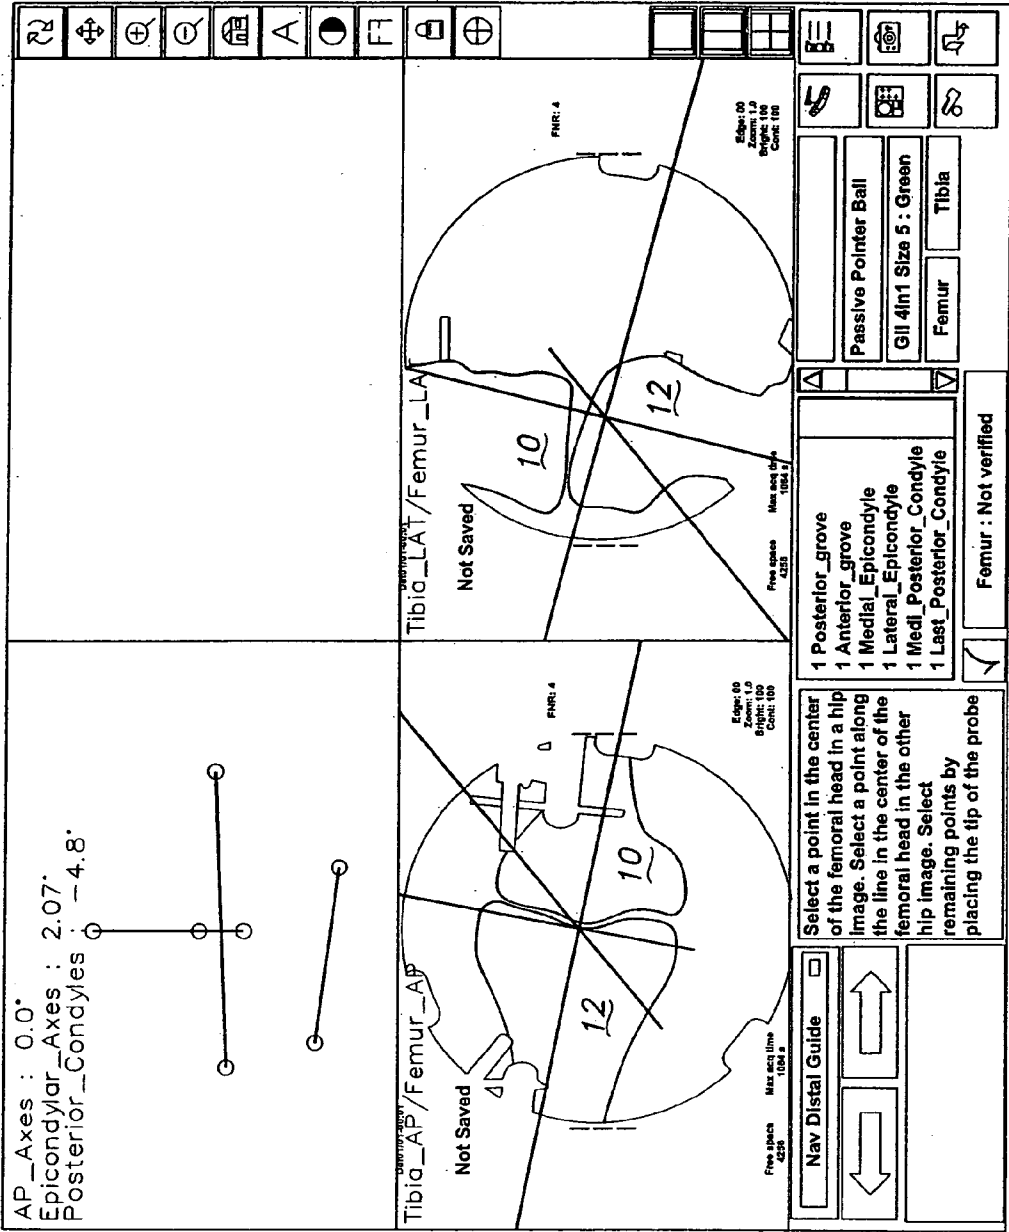 AP_Axes : 0.0°
Epicondylar_Axes : 2.07°
Posterior_Condyles : -4.8°
A
Tibia_AP/Femur_AP
Not Saved
FNR: 4
12
10
Free space
4256
Max acq time
1064 s
Edge: 00
Zoom: 1.0
Bright: 100
Cont: 100
Tibia_LAT/Femur_LAT
Not Saved
FNR: 4
10
12
Free space
4256
Max acq time
1064 s
Edge: 00
Zoom: 1.0
Bright: 100
Cont: 100
Nav Distal Guide
Select a point in the center
of the femoral head in a hip
image. Select a point along
the line in the center of the
femoral head in the other
hip image. Select
remaining points by
placing the tip of the probe
1 Posterior_grove
1 Anterior_grove
1 Medial_Epicondyle
1 Lateral_Epicondyle
1 Medi_Posterior_Condyle
1 Last_Posterior_Condyle
Femur : Not verified
Passive Pointer Ball
GII 4in1 Size 5 : Green
Femur
Tibia